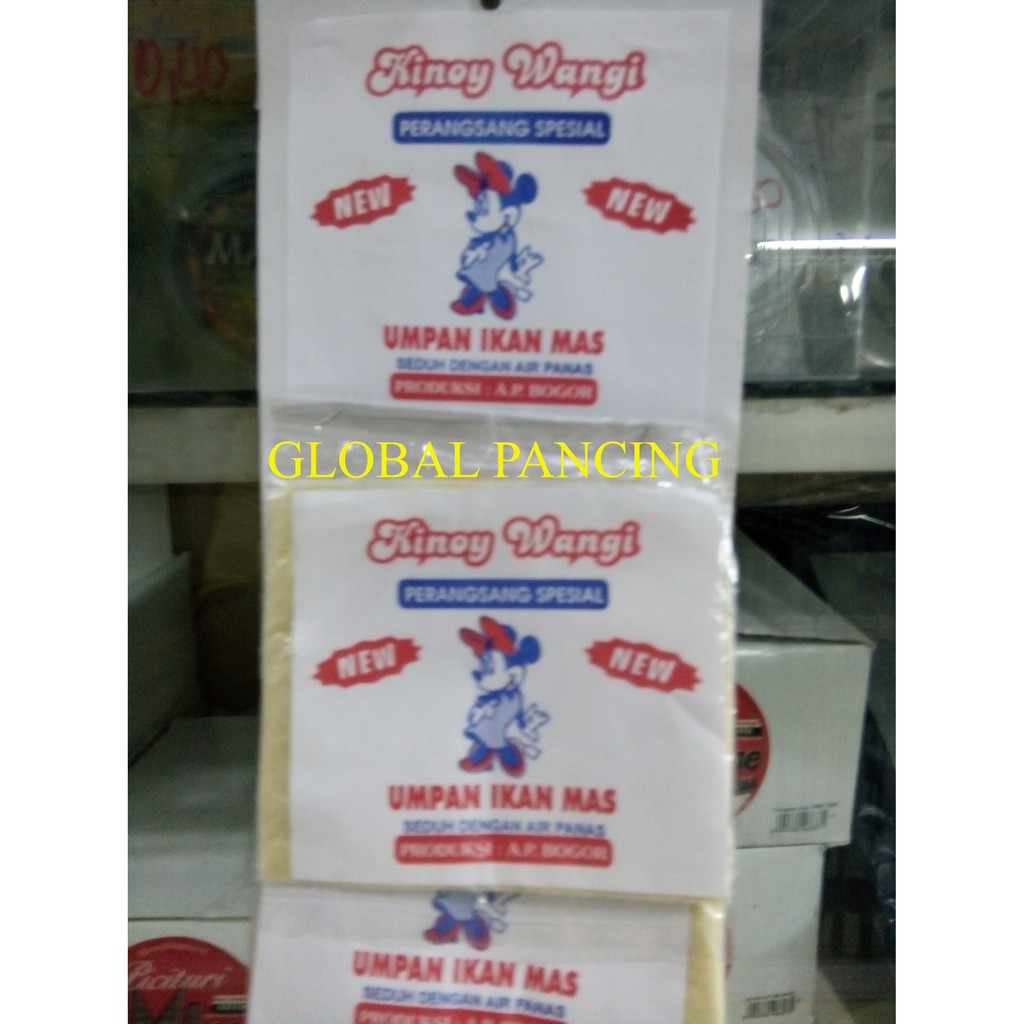 Kinoy Wangi
PERANGSANG SPESIAL
NEW NEW
UMPAN IKAN MAS
SEDUH DENGAN AIR PANAS
PRODUKSI : A.P. BOGOR
GLOBAL PANCING
Kinoy Wangi
PERANGSANG SPESIAL
NEW NEW
UMPAN IKAN MAS
SEDUH DENGAN AIR PANAS
PRODUKSI : A.P. BOGOR
UMPAN IKAN MAS
SEDUH DENGAN AIR PANAS
PRODUKSI : A.P. BOGOR